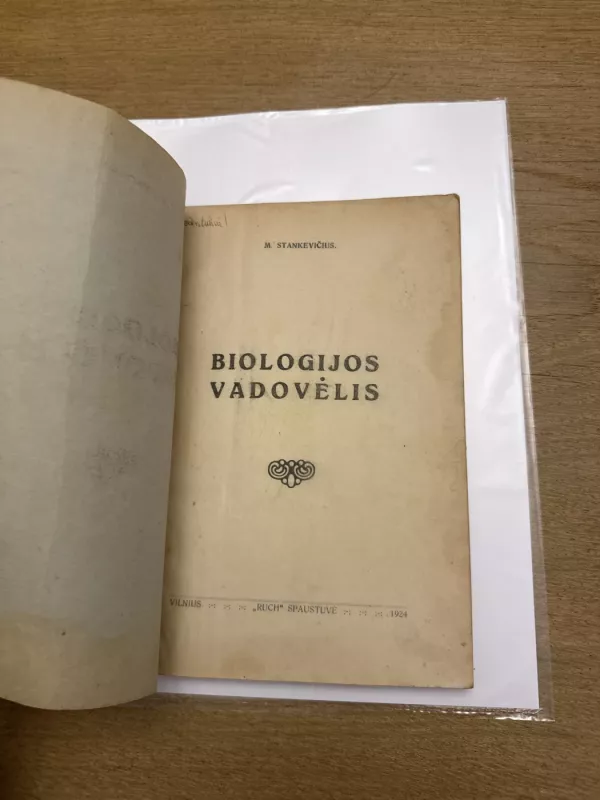 M. STANKEVIČIUS.
BIOLOGIJOS
VADOVĖLIS
VILNIUS „RUCH“ SPAUSTUVĖ 1924